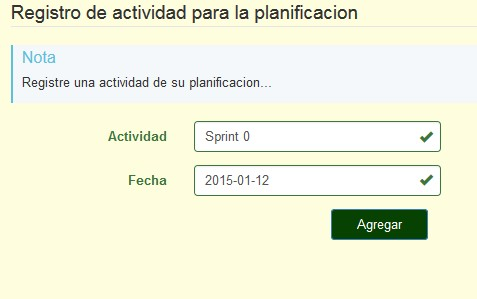 Registro de actividad para la planificacion
Nota
Registre una actividad de su planificacion...
Actividad
Sprint 0
Fecha
2015-01-12
Agregar